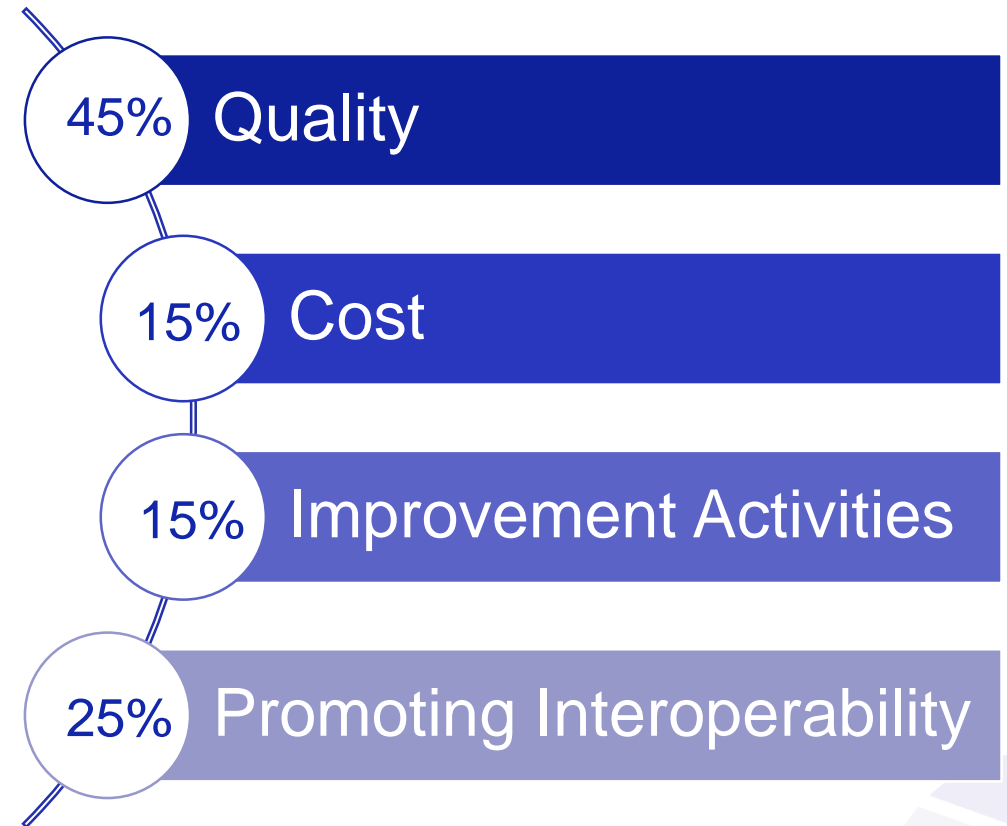 45% Quality
15% Cost
15% Improvement Activities
25% Promoting Interoperability